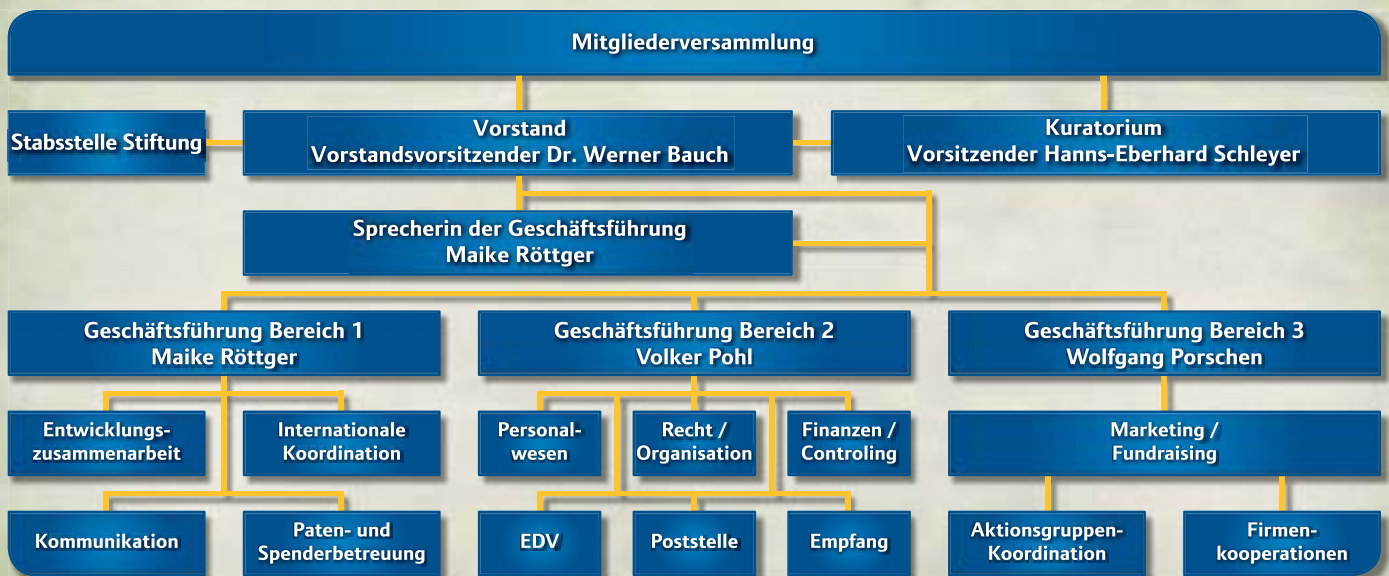 Mitgliederversammlung
Stabsstelle Stiftung
Vorstand
Vorstandsvorsitzender Dr. Werner Bauch
Kuratorium
Vorsitzender Hanns-Eberhard Schleyer
Sprecherin der Geschäftsführung
Maike Röttger
Geschäftsführung Bereich 1
Maike Röttger
Geschäftsführung Bereich 2
Volker Pohl
Geschäftsführung Bereich 3
Wolfgang Porschen
Entwicklungs-
zusammenarbeit
Internationale
Koordination
Personal-
wesen
Recht /
Organisation
Finanzen /
Controling
Marketing /
Fundraising
Kommunikation
Paten- und
Spenderbetreuung
EDV
Poststelle
Empfang
Aktionsgruppen-
Koordination
Firmen-
kooperationen